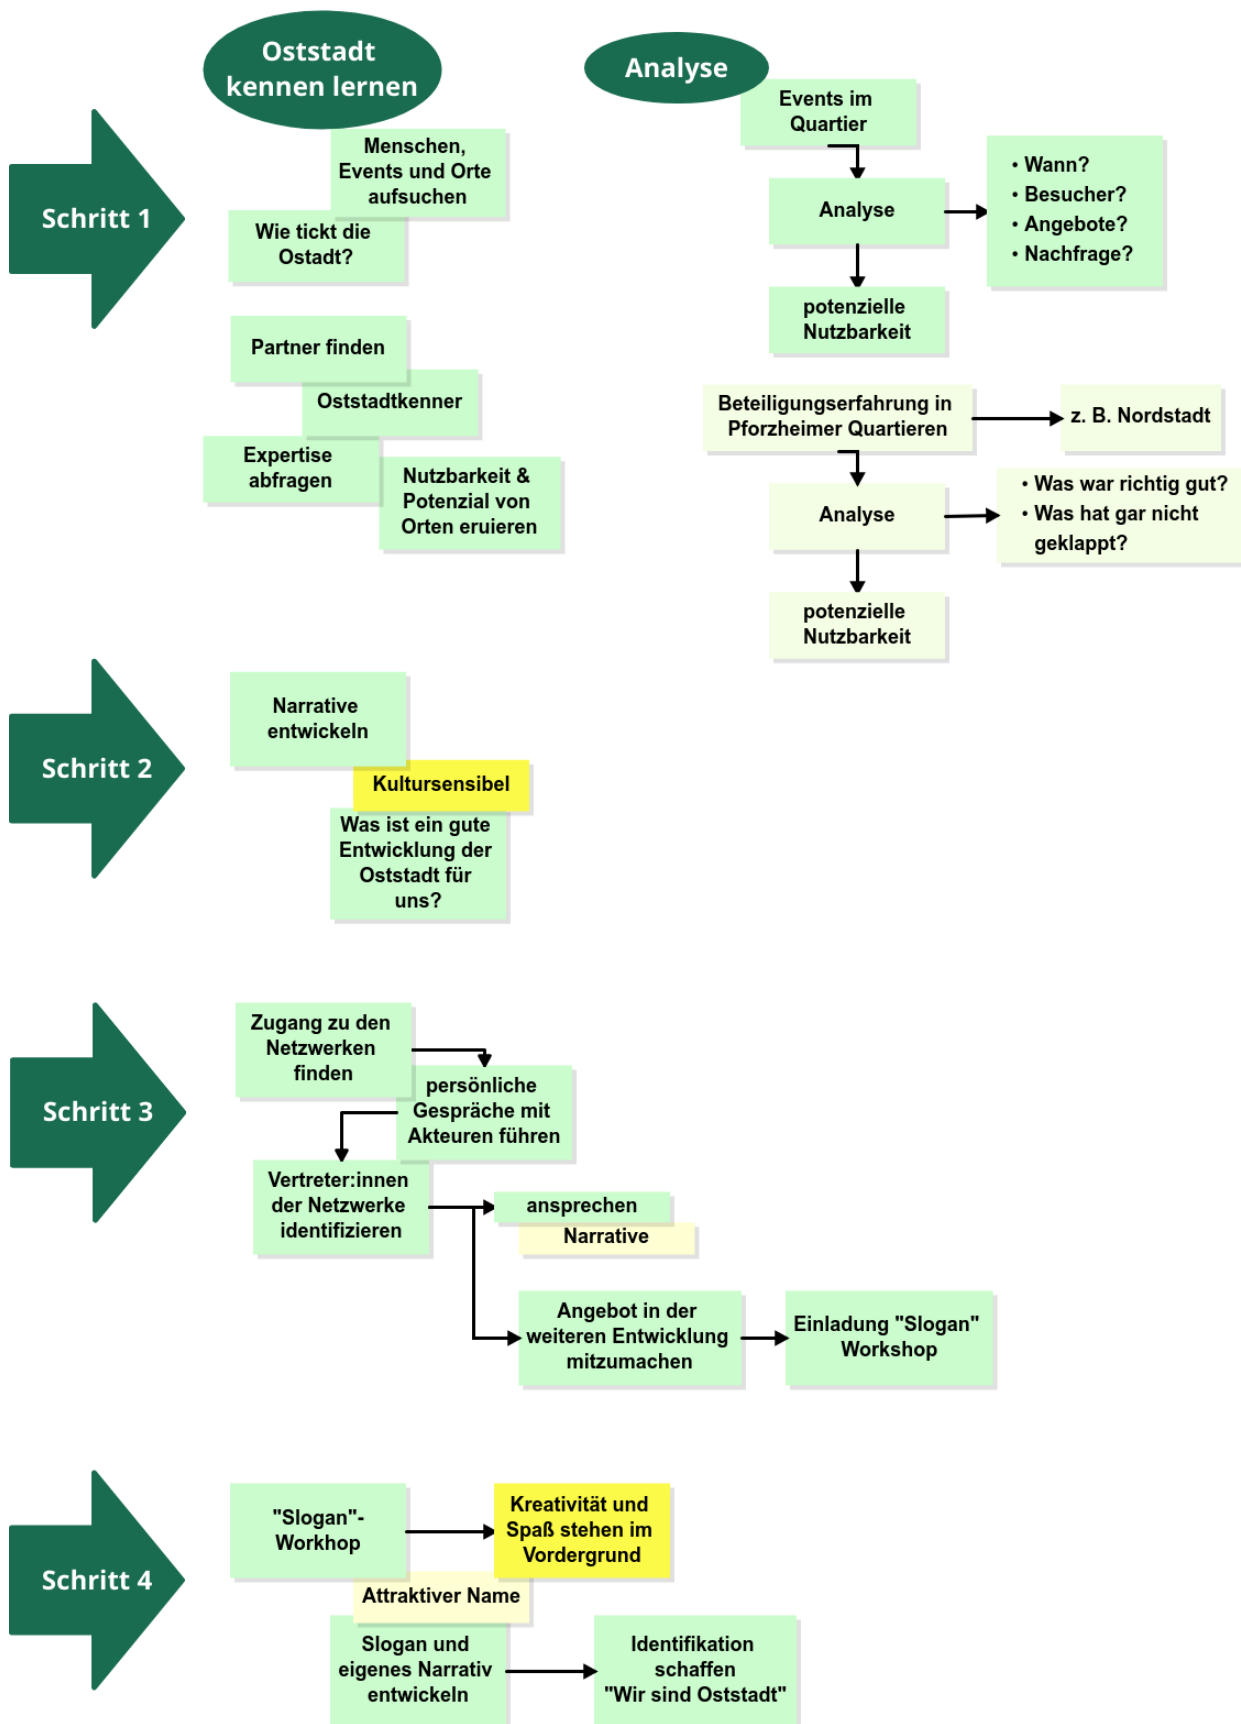 Oststadt
kennen lernen
Analyse
Schritt 1
Menschen,
Events und Orte
aufsuchen
Wie tickt die
Ostadt?
Partner finden
Oststadtkenner
Expertise
abfragen
Nutzbarkeit &
Potenzial von
Orten eruieren
Events im
Quartier
Analyse
• Wann?
• Besucher?
• Angebote?
• Nachfrage?
potenzielle
Nutzbarkeit
Beteiligungserfahrung in
Pforzheimer Quartieren
z. B. Nordstadt
Analyse
• Was war richtig gut?
• Was hat gar nicht
geklappt?
potenzielle
Nutzbarkeit
Schritt 2
Narrative
entwickeln
Kultursensibel
Was ist ein gute
Entwicklung der
Oststadt für
uns?
Schritt 3
Zugang zu den
Netzwerken
finden
persönliche
Gespräche mit
Akteuren führen
Vertreter:innen
der Netzwerke
identifizieren
ansprechen
Narrative
Angebot in der
weiteren Entwicklung
mitzumachen
Einladung "Slogan"
Workshop
Schritt 4
"Slogan"-
Workhop
Kreativität und
Spaß stehen im
Vordergrund
Attraktiver Name
Slogan und
eigenes Narrativ
entwickeln
Identifikation
schaffen
"Wir sind Oststadt"